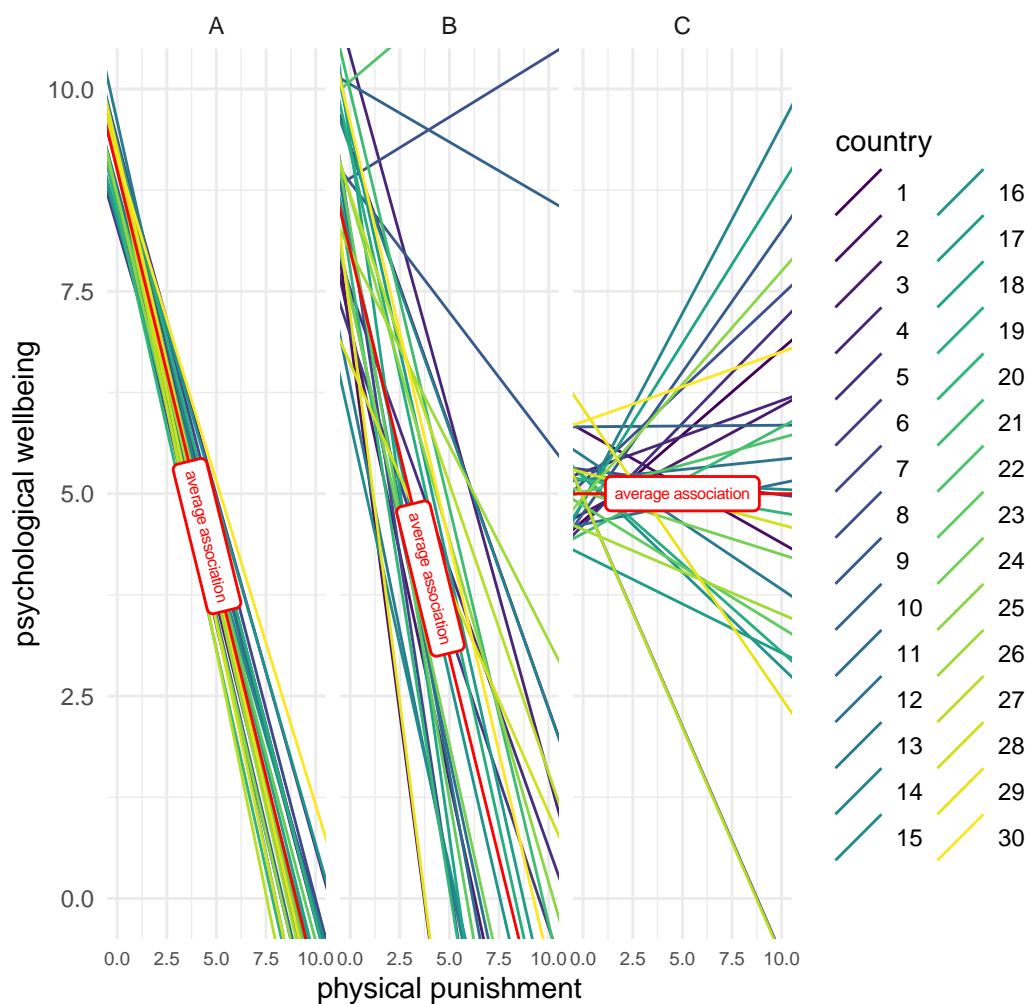 A B C
psychological wellbeing
10.0
7.5
5.0
2.5
0.0
average association
average association
average association
0.0 2.5 5.0 7.5 10.0 0.0 2.5 5.0 7.5 10.0 0.0 2.5 5.0 7.5 10.0
physical punishment
country
1 16
2 17
3 18
4 19
5 20
6 21
7 22
8 23
9 24
10 25
11 26
12 27
13 28
14 29
15 30